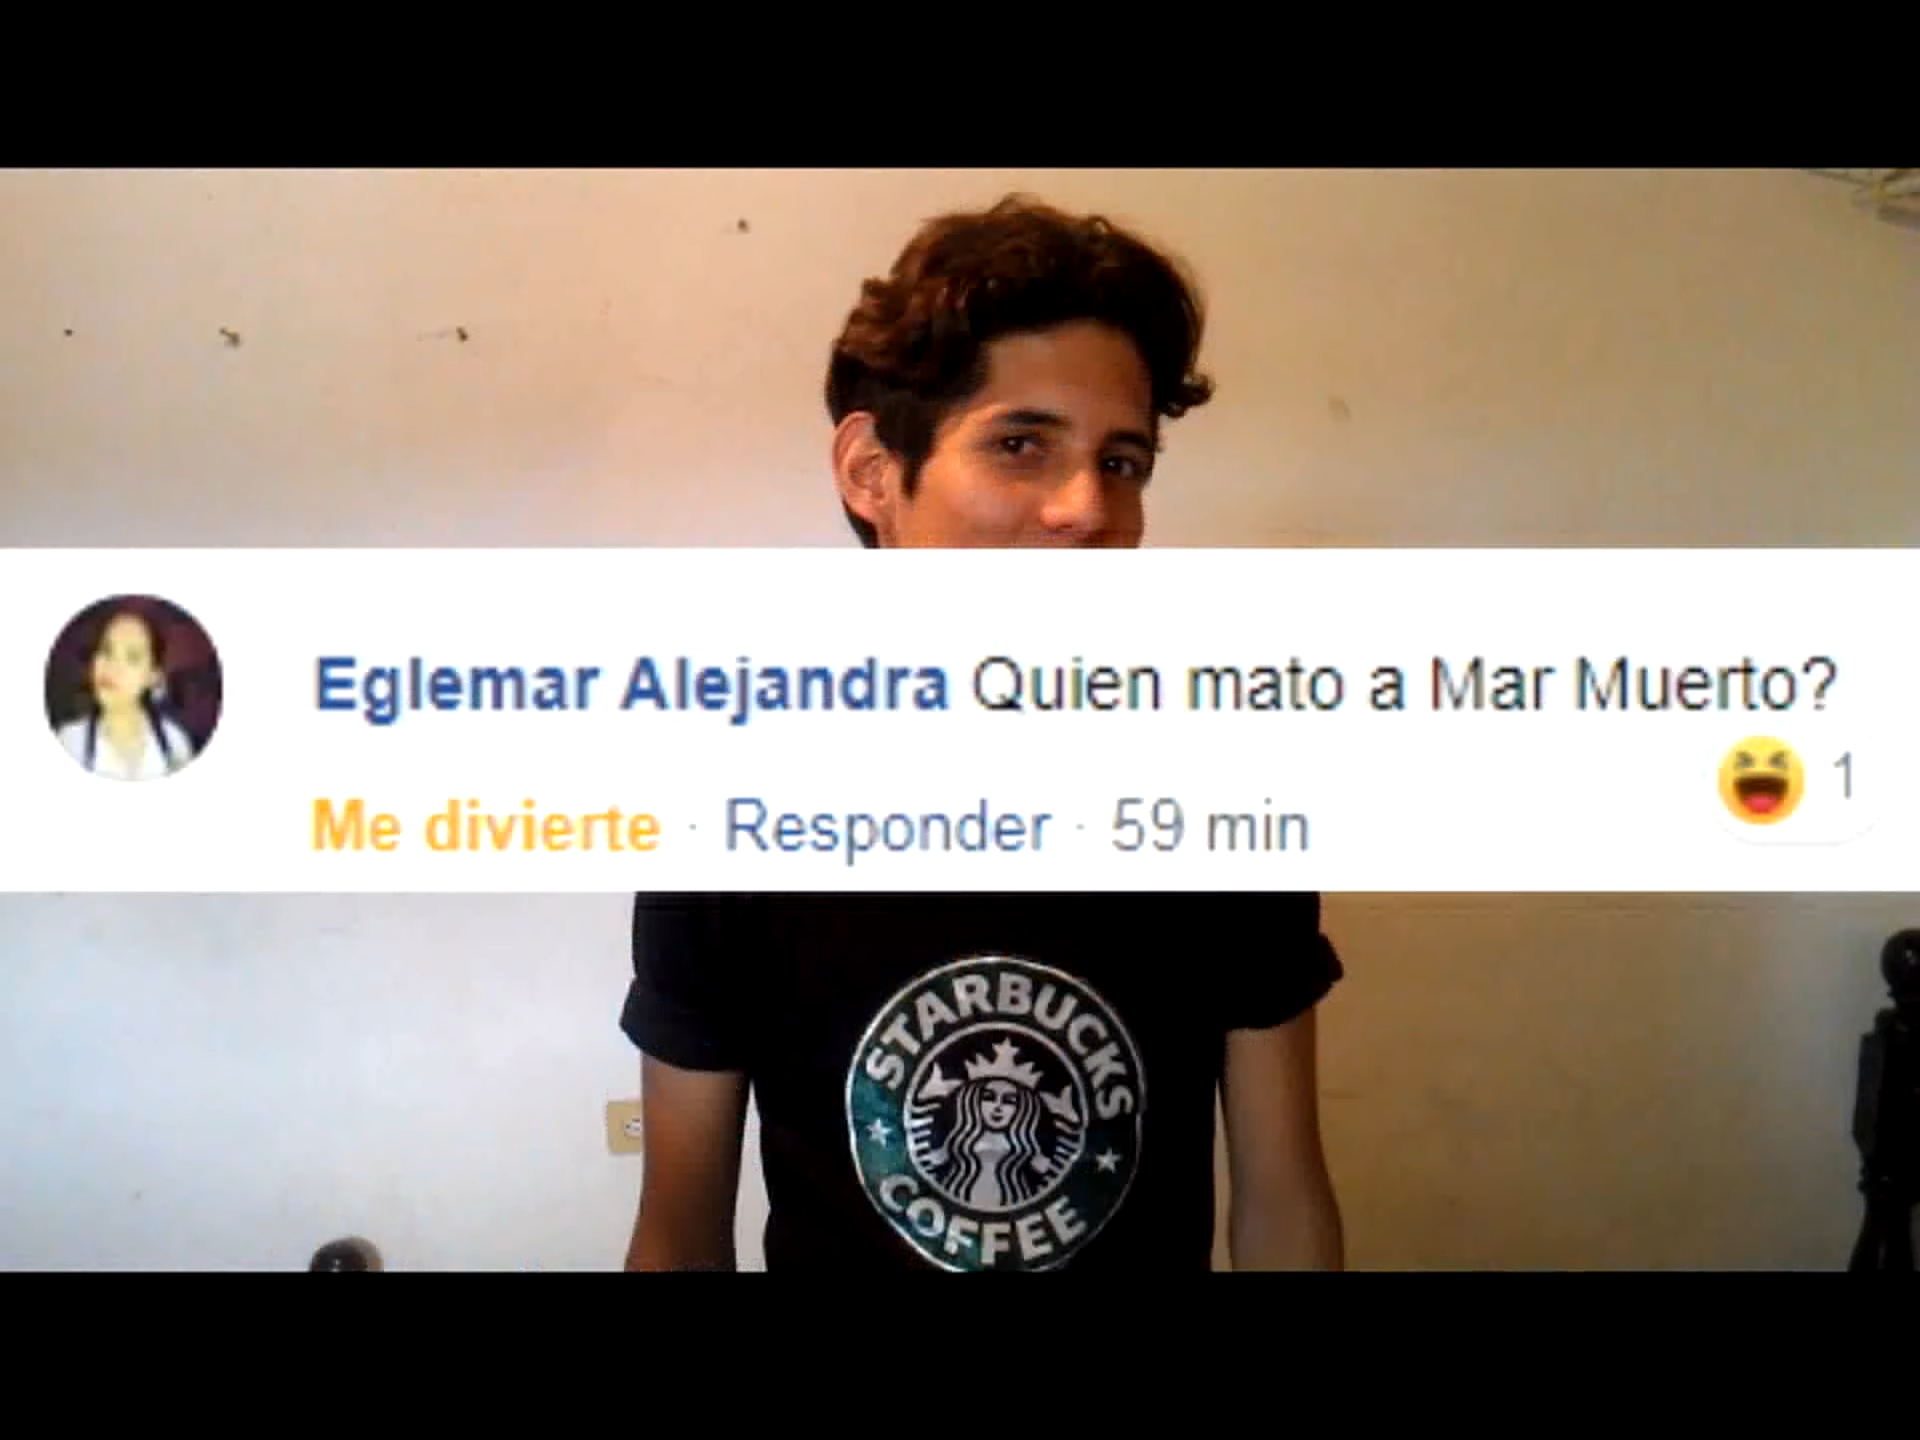 Eglemar Alejandra Quien mato a Mar Muerto?
1
Me divierte · Responder · 59 min
STARBUCKS
COFFEE